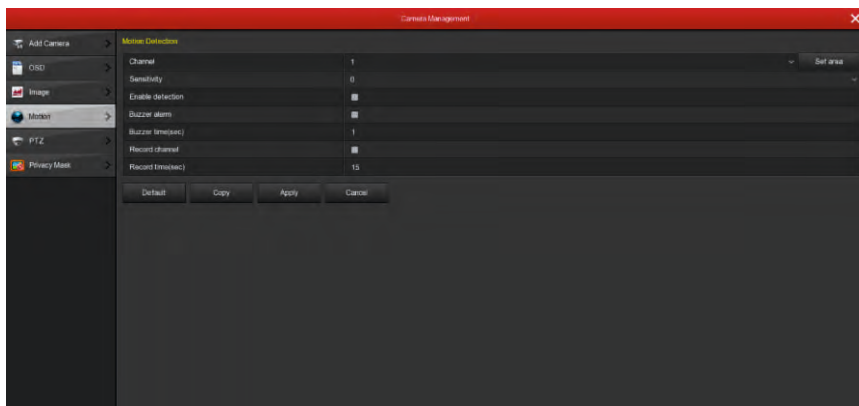 Camera Management
Add Camera
OSD
Image
Motion
PTZ
Privacy Mask
Motion Detection
Channel 1 Set area
Sensitivity 0
Enable detection
Buzzer alarm
Buzzer time(sec) 1
Record channel
Record time(sec) 15
Default Copy Apply Cancel